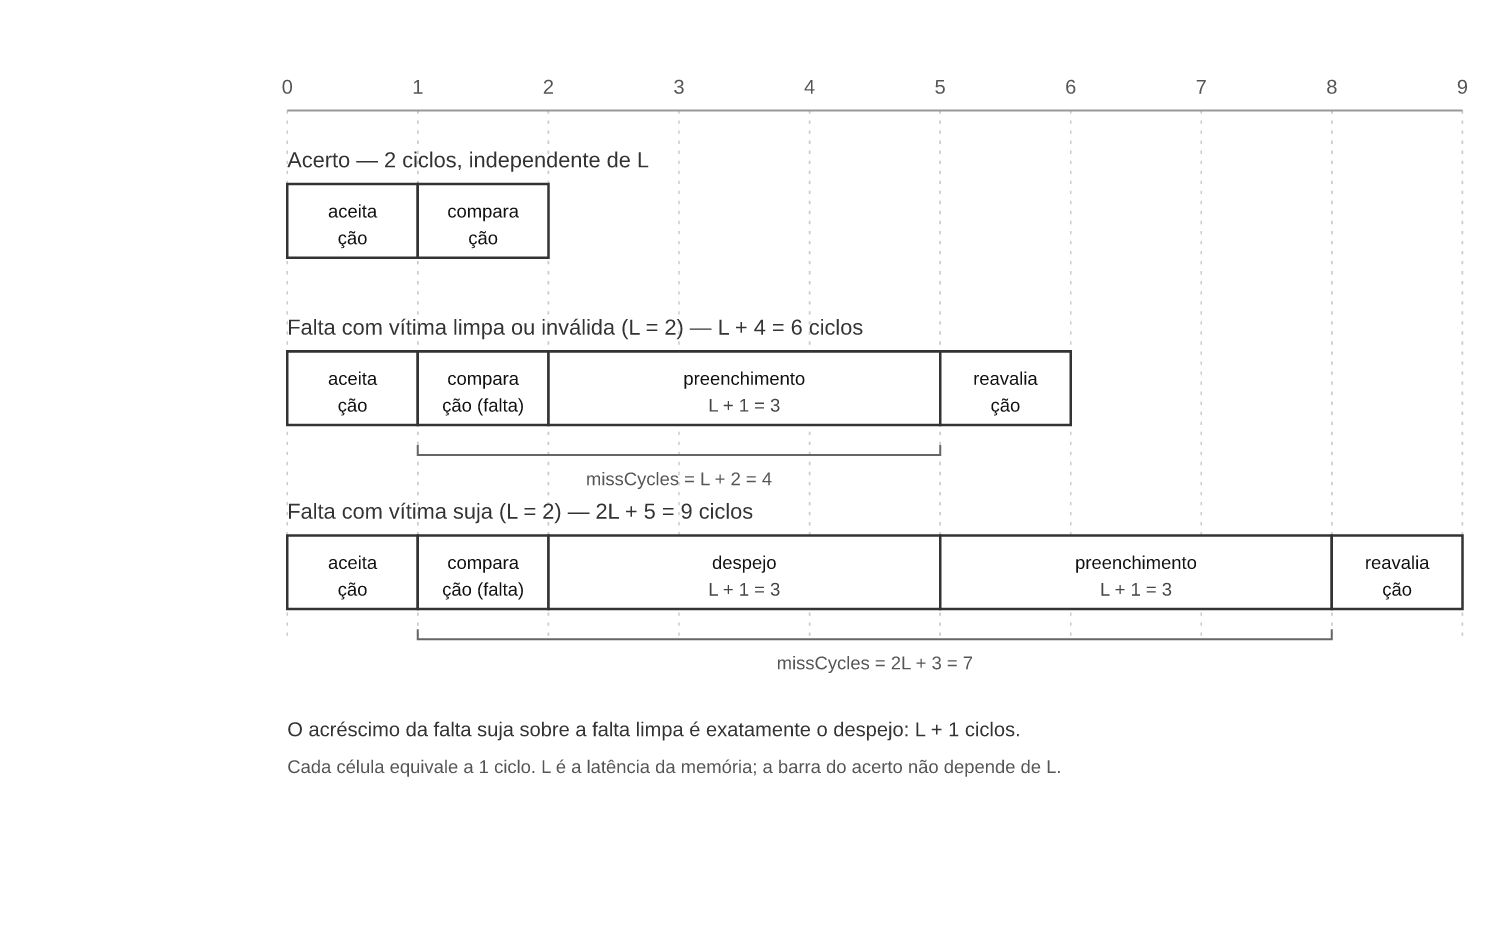 0 1 2 3 4 5 6 7 8 9
Acerto — 2 ciclos, independente de L
aceita compara
ção ção
Falta com vítima limpa ou inválida (L = 2) — L + 4 = 6 ciclos
aceita compara preenchimento reavalia
ção ção (falta) L + 1 = 3 ção
missCycles = L + 2 = 4
Falta com vítima suja (L = 2) — 2L + 5 = 9 ciclos
aceita compara despejo preenchimento reavalia
ção ção (falta) L + 1 = 3 L + 1 = 3 ção
missCycles = 2L + 3 = 7
O acréscimo da falta suja sobre a falta limpa é exatamente o despejo: L + 1 ciclos.
Cada célula equivale a 1 ciclo. L é a latência da memória; a barra do acerto não depende de L.